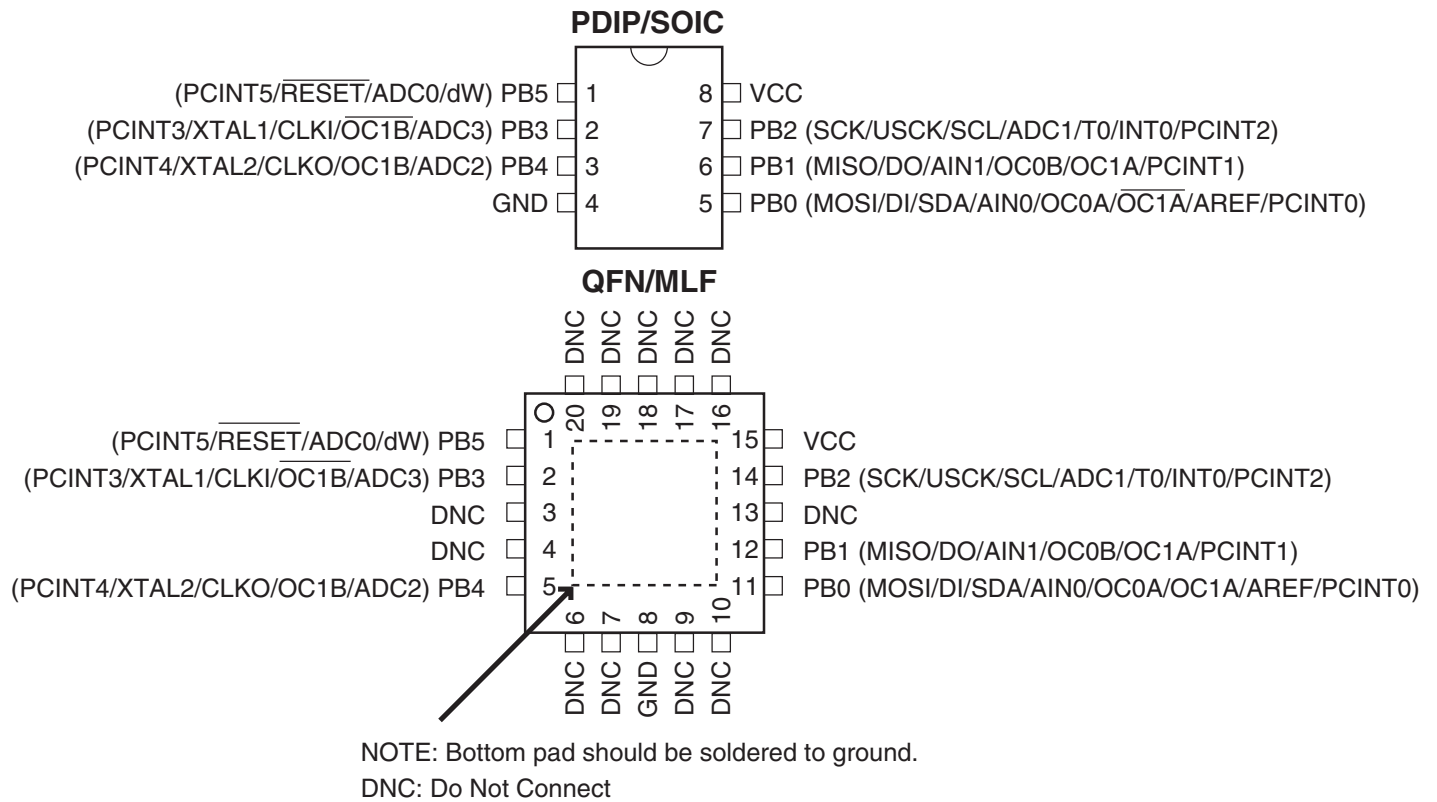 PDIP/SOIC
(PCINT5/RESET/ADC0/dW) PB5 1 8 VCC
(PCINT3/XTAL1/CLKI/OC1B/ADC3) PB3 2 7 PB2 (SCK/USCK/SCL/ADC1/T0/INT0/PCINT2)
(PCINT4/XTAL2/CLKO/OC1B/ADC2) PB4 3 6 PB1 (MISO/DO/AIN1/OC0B/OC1A/PCINT1)
GND 4 5 PB0 (MOSI/DI/SDA/AIN0/OC0A/OC1A/AREF/PCINT0)
QFN/MLF
DNC DNC DNC DNC DNC
20 19 18 17 16
(PCINT5/RESET/ADC0/dW) PB5 1 15 VCC
(PCINT3/XTAL1/CLKI/OC1B/ADC3) PB3 2 14 PB2 (SCK/USCK/SCL/ADC1/T0/INT0/PCINT2)
DNC 3 13 DNC
DNC 4 12 PB1 (MISO/DO/AIN1/OC0B/OC1A/PCINT1)
(PCINT4/XTAL2/CLKO/OC1B/ADC2) PB4 5 11 PB0 (MOSI/DI/SDA/AIN0/OC0A/OC1A/AREF/PCINT0)
6 7 8 9 10
DNC DNC GND DNC DNC
NOTE: Bottom pad should be soldered to ground.
DNC: Do Not Connect